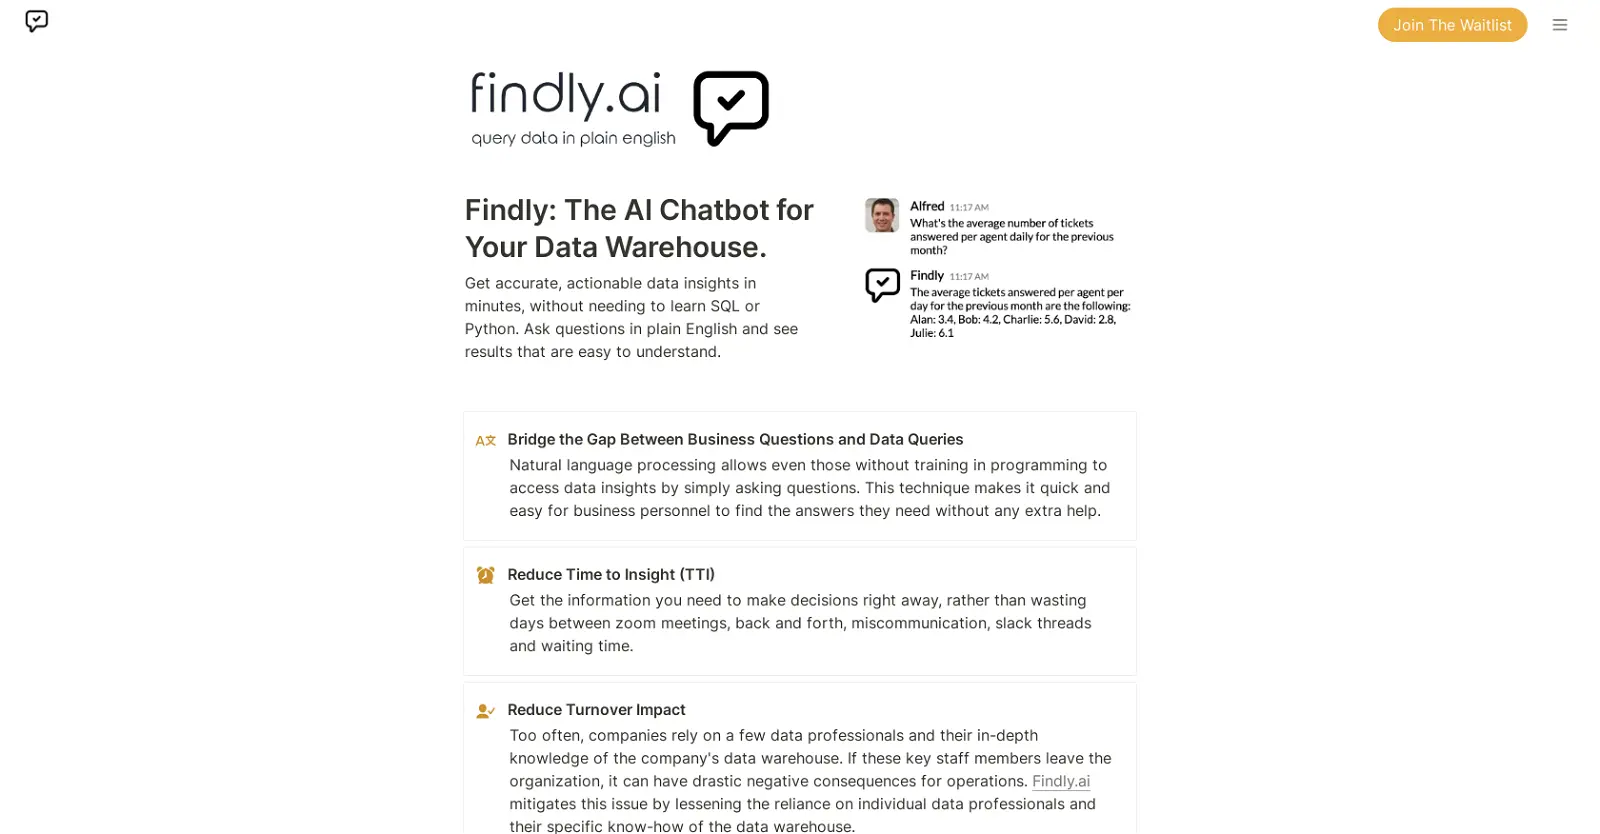 Join The Waitlist
findly.ai
query data in plain english
Findly: The AI Chatbot for
Your Data Warehouse.
Get accurate, actionable data insights in
minutes, without needing to learn SQL or
Python. Ask questions in plain English and see
results that are easy to understand.
Alfred 11:17 AM
What's the average number of tickets
answered per agent daily for the previous
month?
Findly 11:17 AM
The average tickets answered per agent per
day for the previous month are the following:
Alan: 3.4, Bob: 4.2, Charlie: 5.6, David: 2.8,
Julie: 6.1
A文 Bridge the Gap Between Business Questions and Data Queries
Natural language processing allows even those without training in programming to
access data insights by simply asking questions. This technique makes it quick and
easy for business personnel to find the answers they need without any extra help.
Reduce Time to Insight (TTI)
Get the information you need to make decisions right away, rather than wasting
days between zoom meetings, back and forth, miscommunication, slack threads
and waiting time.
Reduce Turnover Impact
Too often, companies rely on a few data professionals and their in-depth
knowledge of the company's data warehouse. If these key staff members leave the
organization, it can have drastic negative consequences for operations. Findly.ai
mitigates this issue by lessening the reliance on individual data professionals and
their specific know-how of the data warehouse.